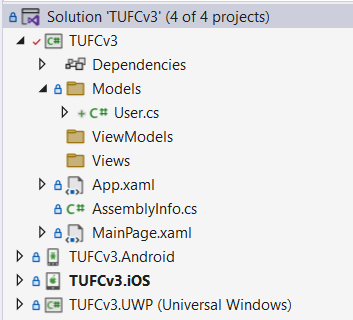 Solution 'TUFCv3' (4 of 4 projects)
C# TUFCv3
Dependencies
Models
C# User.cs
ViewModels
Views
App.xaml
C# AssemblyInfo.cs
MainPage.xaml
TUFCv3.Android
TUFCv3.iOS
C# TUFCv3.UWP (Universal Windows)